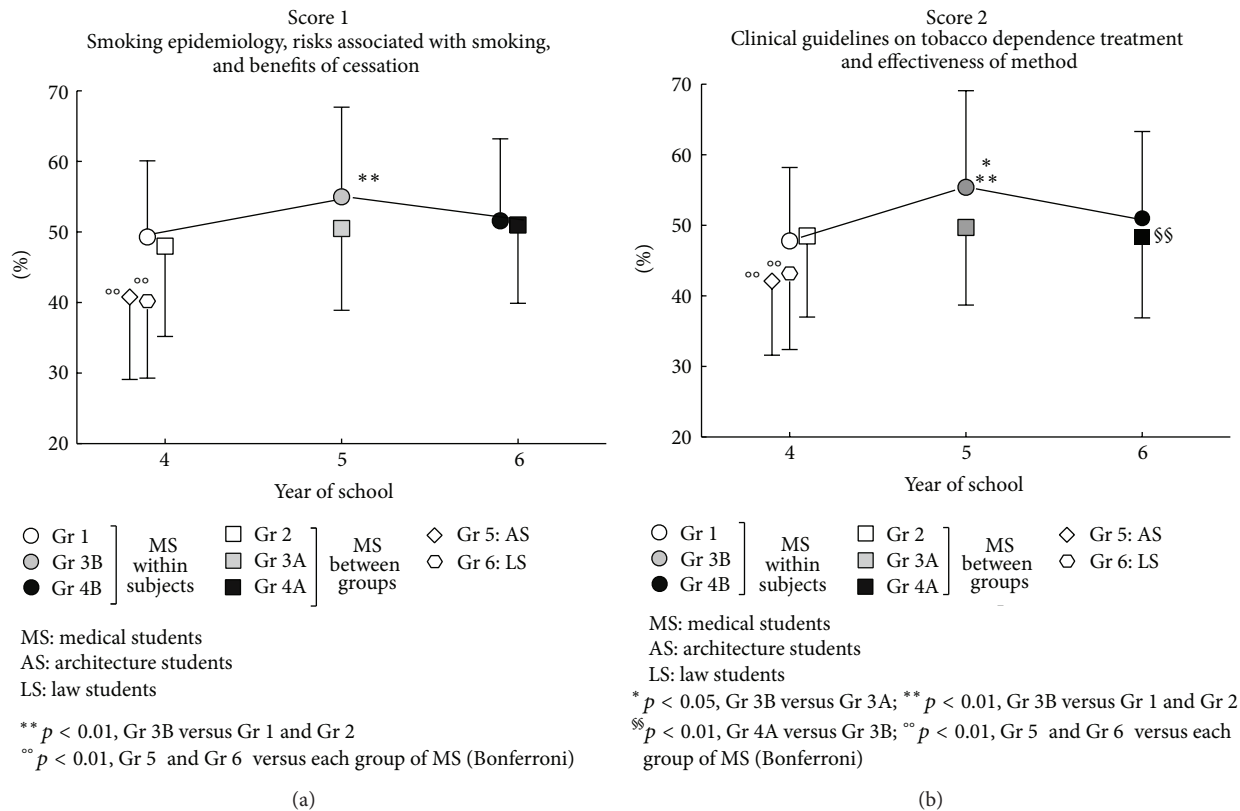 Score 1
Smoking epidemiology, risks associated with smoking,
and benefits of cessation
70
60
50
40
30
20
(%)
**
°°
°°
4 5 6
Year of school
Gr 1
Gr 3B
Gr 4B
MS
within
subjects
Gr 2
Gr 3A
Gr 4A
MS
between
groups
Gr 5: AS
Gr 6: LS
MS: medical students
AS: architecture students
LS: law students
** p < 0.01, Gr 3B versus Gr 1 and Gr 2
°° p < 0.01, Gr 5 and Gr 6 versus each group of MS (Bonferroni)
(a)
Score 2
Clinical guidelines on tobacco dependence treatment
and effectiveness of method
70
60
50
40
30
20
(%)
*
**
§§
°°
°°
4 5 6
Year of school
Gr 1
Gr 3B
Gr 4B
MS
within
subjects
Gr 2
Gr 3A
Gr 4A
MS
between
groups
Gr 5: AS
Gr 6: LS
MS: medical students
AS: architecture students
LS: law students
* p < 0.05, Gr 3B versus Gr 3A; ** p < 0.01, Gr 3B versus Gr 1 and Gr 2
§§ p < 0.01, Gr 4A versus Gr 3B; °° p < 0.01, Gr 5 and Gr 6 versus each
group of MS (Bonferroni)
(b)